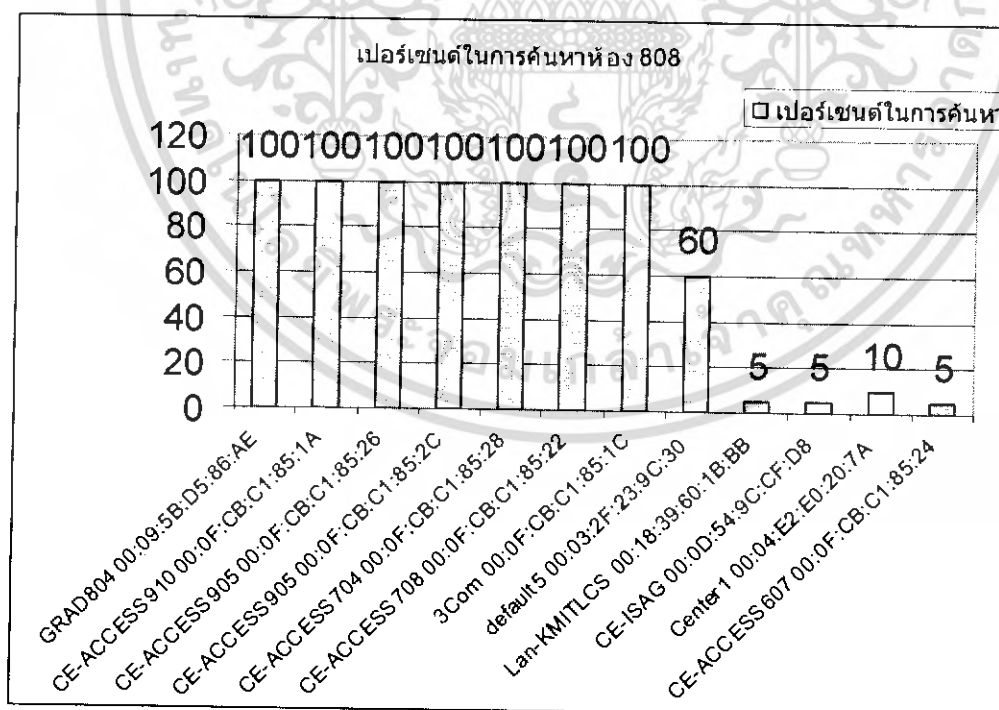 เปอร์เซนต์ในการค้นหาห้อง 808
เปอร์เซนต์ในการค้นหา
120
100
80
60
40
20
0
100
100
100
100
100
100
100
60
5
5
10
5
GRAD804 00:09:5B:D5:86:AE
CE-ACCESS910 00:0F:CB:C1:85:1A
CE-ACCESS905 00:0F:CB:C1:85:26
CE-ACCESS905 00:0F:CB:C1:85:2C
CE-ACCESS704 00:0F:CB:C1:85:28
CE-ACCESS708 00:0F:CB:C1:85:22
3Com 00:0F:CB:C1:85:1C
default5 00:03:2F:23:9C:30
Lan-KMITLCS 00:18:39:60:1B:BB
CE-ISAG 00:0D:54:9C:CF:D8
Center1 00:04:E2:E0:20:7A
CE-ACCESS607 00:0F:CB:C1:85:24